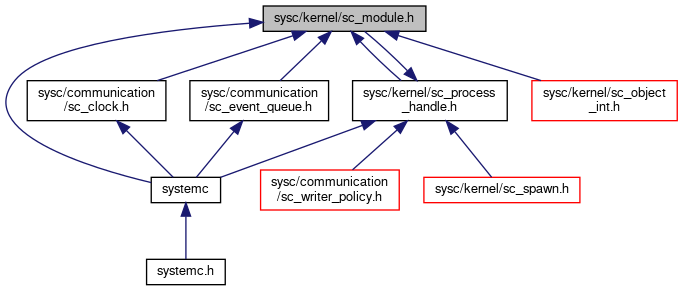 sysc/kernel/sc_module.h
sysc/communication
/sc_clock.h
sysc/communication
/sc_event_queue.h
sysc/kernel/sc_process
_handle.h
sysc/kernel/sc_object
_int.h
systemc
sysc/communication
/sc_writer_policy.h
sysc/kernel/sc_spawn.h
systemc.h